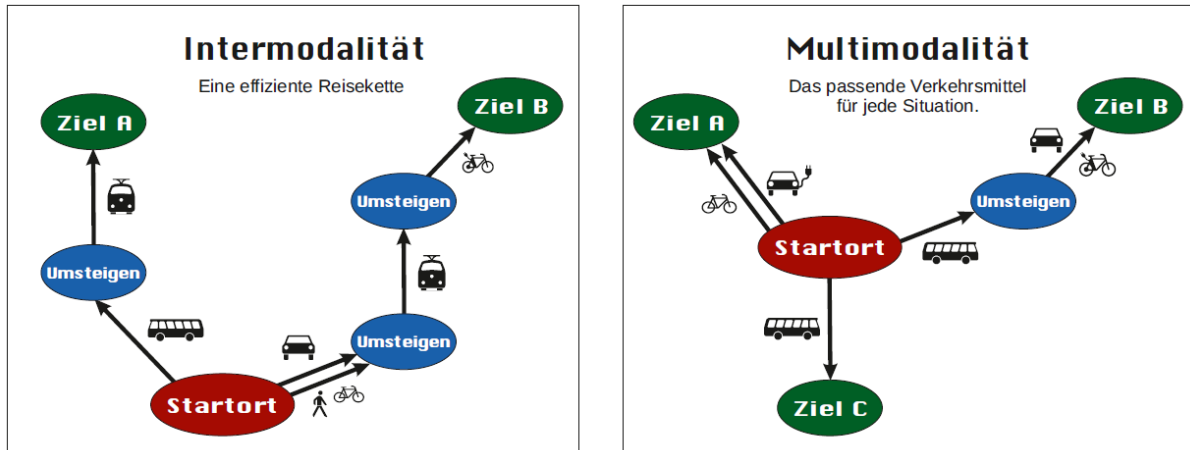 Intermodalität
Eine effiziente Reisekette
Ziel A
Ziel B
Umsteigen
Umsteigen
Umsteigen
Startort
Multimodalität
Das passende Verkehrsmittel
für jede Situation.
Ziel A
Ziel B
Umsteigen
Startort
Ziel C